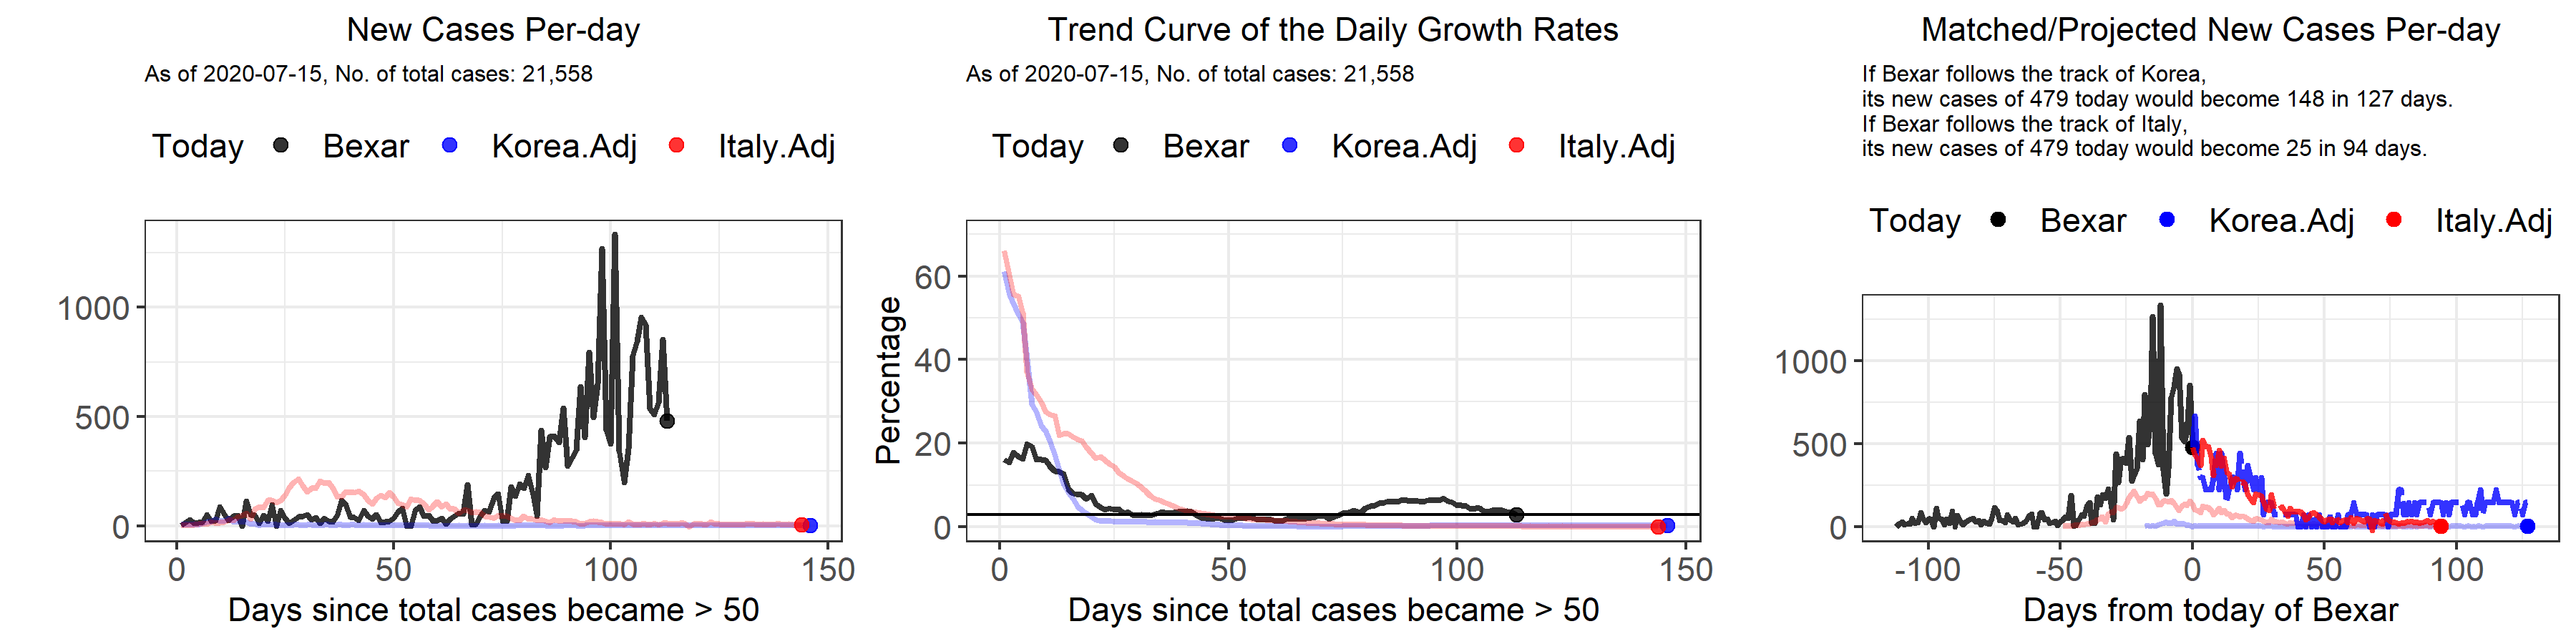 New Cases Per-day
As of 2020-07-15, No. of total cases: 21,558
Today Bexar Korea.Adj Italy.Adj
1000
500
0
0 50 100 150
Days since total cases became > 50
Trend Curve of the Daily Growth Rates
As of 2020-07-15, No. of total cases: 21,558
Today Bexar Korea.Adj Italy.Adj
Percentage
60
40
20
0
0 50 100 150
Days since total cases became > 50
Matched/Projected New Cases Per-day
If Bexar follows the track of Korea,
its new cases of 479 today would become 148 in 127 days.
If Bexar follows the track of Italy,
its new cases of 479 today would become 25 in 94 days.
Today Bexar Korea.Adj Italy.Adj
1000
500
0
-100 -50 0 50 100
Days from today of Bexar